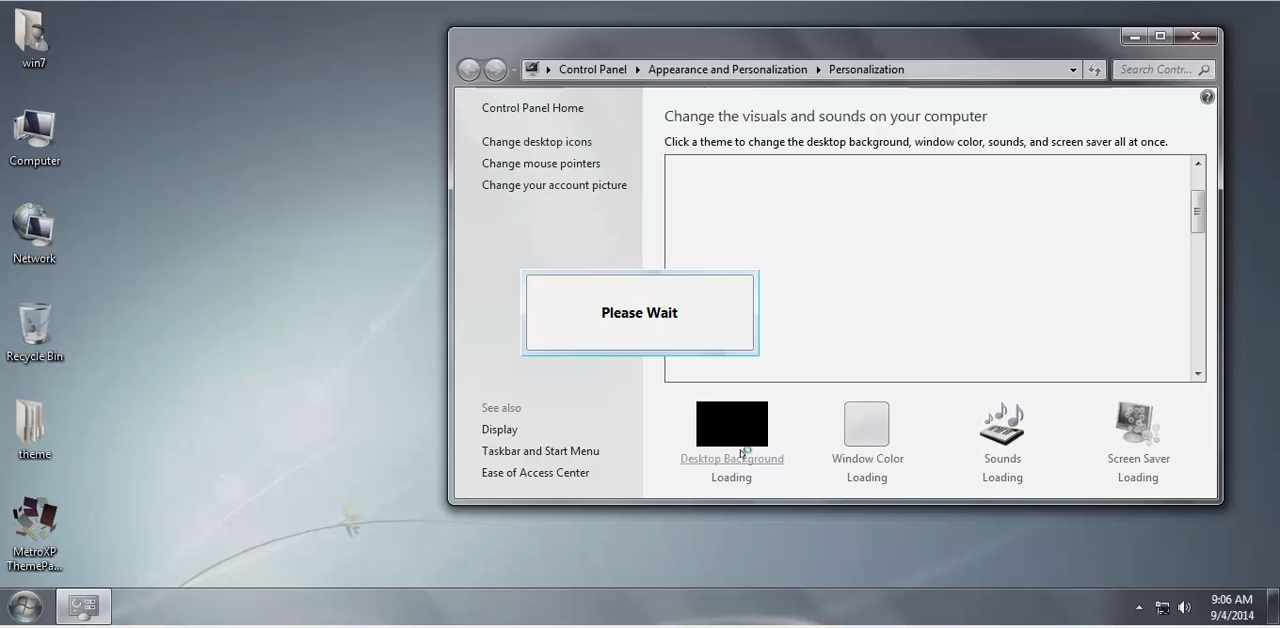 win7
Computer
Network
Recycle Bin
theme
MetroXP
ThemePa...
Control Panel
Appearance and Personalization
Personalization
Search Contr...
Control Panel Home
Change desktop icons
Change mouse pointers
Change your account picture
See also
Display
Taskbar and Start Menu
Ease of Access Center
Change the visuals and sounds on your computer
Click a theme to change the desktop background, window color, sounds, and screen saver all at once.
Please Wait
Desktop Background
Loading
Window Color
Loading
Sounds
Loading
Screen Saver
Loading
9:06 AM
9/4/2014